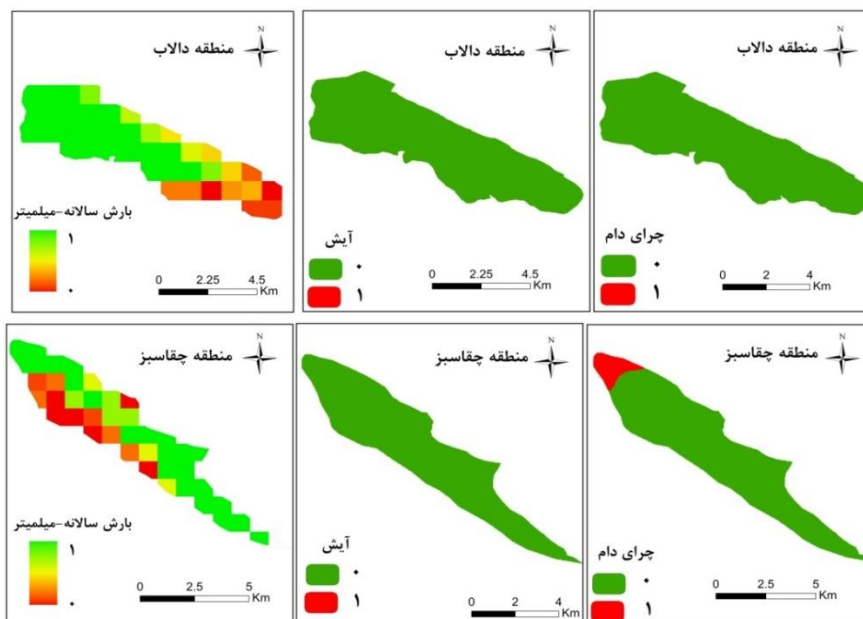 منطقه دالاب
N
بارش سالانه-میلمیتر
۱
۰
0 2.25 4.5
Km
منطقه دالاب
N
آیش
۰
۱
0 2.25 4.5
Km
منطقه دالاب
N
چرای دام
۰
۱
0 2 4
Km
منطقه چقاسبز
N
بارش سالانه-میلمیتر
۱
۰
0 2.5 5
Km
منطقه چقاسبز
N
آیش
۰
۱
0 2 4
Km
منطقه چقاسبز
N
چرای دام
۰
۱
0 2.5 5
Km